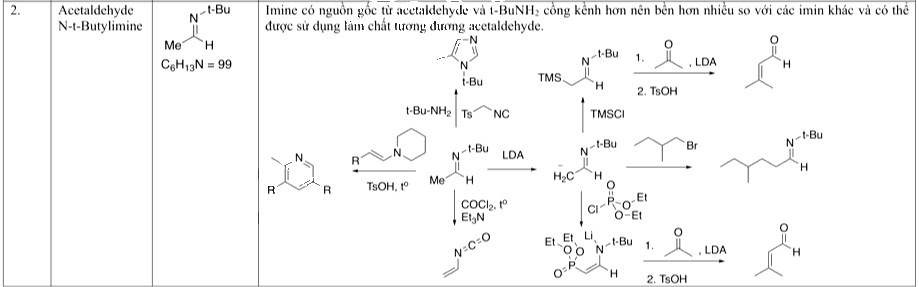 2.
Acetaldehyde
N-t-Butylimine
N
t-Bu
Me
H
C₆H₁₃N = 99
Imine có nguồn gốc từ acetaldehyde và t-BuNH₂ cồng kềnh hơn nên bền hơn nhiều so với các imin khác và có thể
được sử dụng làm chất tương đương acetaldehyde.
N
N
t-Bu
t-Bu-NH₂
Ts
NC
N
t-Bu
TMS
H
1.
O
, LDA
2. TsOH
O
H
TMSCl
R
N
TsOH, t⁰
N
R
R
N
t-Bu
Me
H
LDA
N
t-Bu
H₂C
H
Br
N
t-Bu
H
COCl₂, t⁰
Et₃N
N=C=O
O
Cl
P
O
Et
O-Et
Et
Et
Li
O
O
N
t-Bu
O
P
H
1.
O
, LDA
2. TsOH
O
H